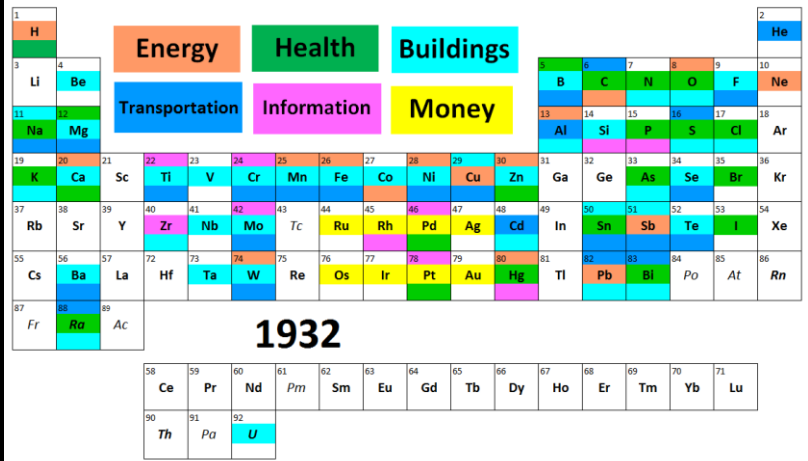 1 2
H He
Energy Health Buildings
3 4 5 6 7 8 9 10
Li Be B C N O F Ne
Transportation Information Money
11 12 13 14 15 16 17 18
Na Mg Al Si P S Cl Ar
19 20 21 22 23 24 25 26 27 28 29 30 31 32 33 34 35 36
K Ca Sc Ti V Cr Mn Fe Co Ni Cu Zn Ga Ge As Se Br Kr
37 38 39 40 41 42 43 44 45 46 47 48 49 50 51 52 53 54
Rb Sr Y Zr Nb Mo Tc Ru Rh Pd Ag Cd In Sn Sb Te I Xe
55 56 57 72 73 74 75 76 77 78 79 80 81 82 83 84 85 86
Cs Ba La Hf Ta W Re Os Ir Pt Au Hg Tl Pb Bi Po At Rn
87 88 89
Fr Ra Ac
1932
58 59 60 61 62 63 64 65 66 67 68 69 70 71
Ce Pr Nd Pm Sm Eu Gd Tb Dy Ho Er Tm Yb Lu
90 91 92
Th Pa U